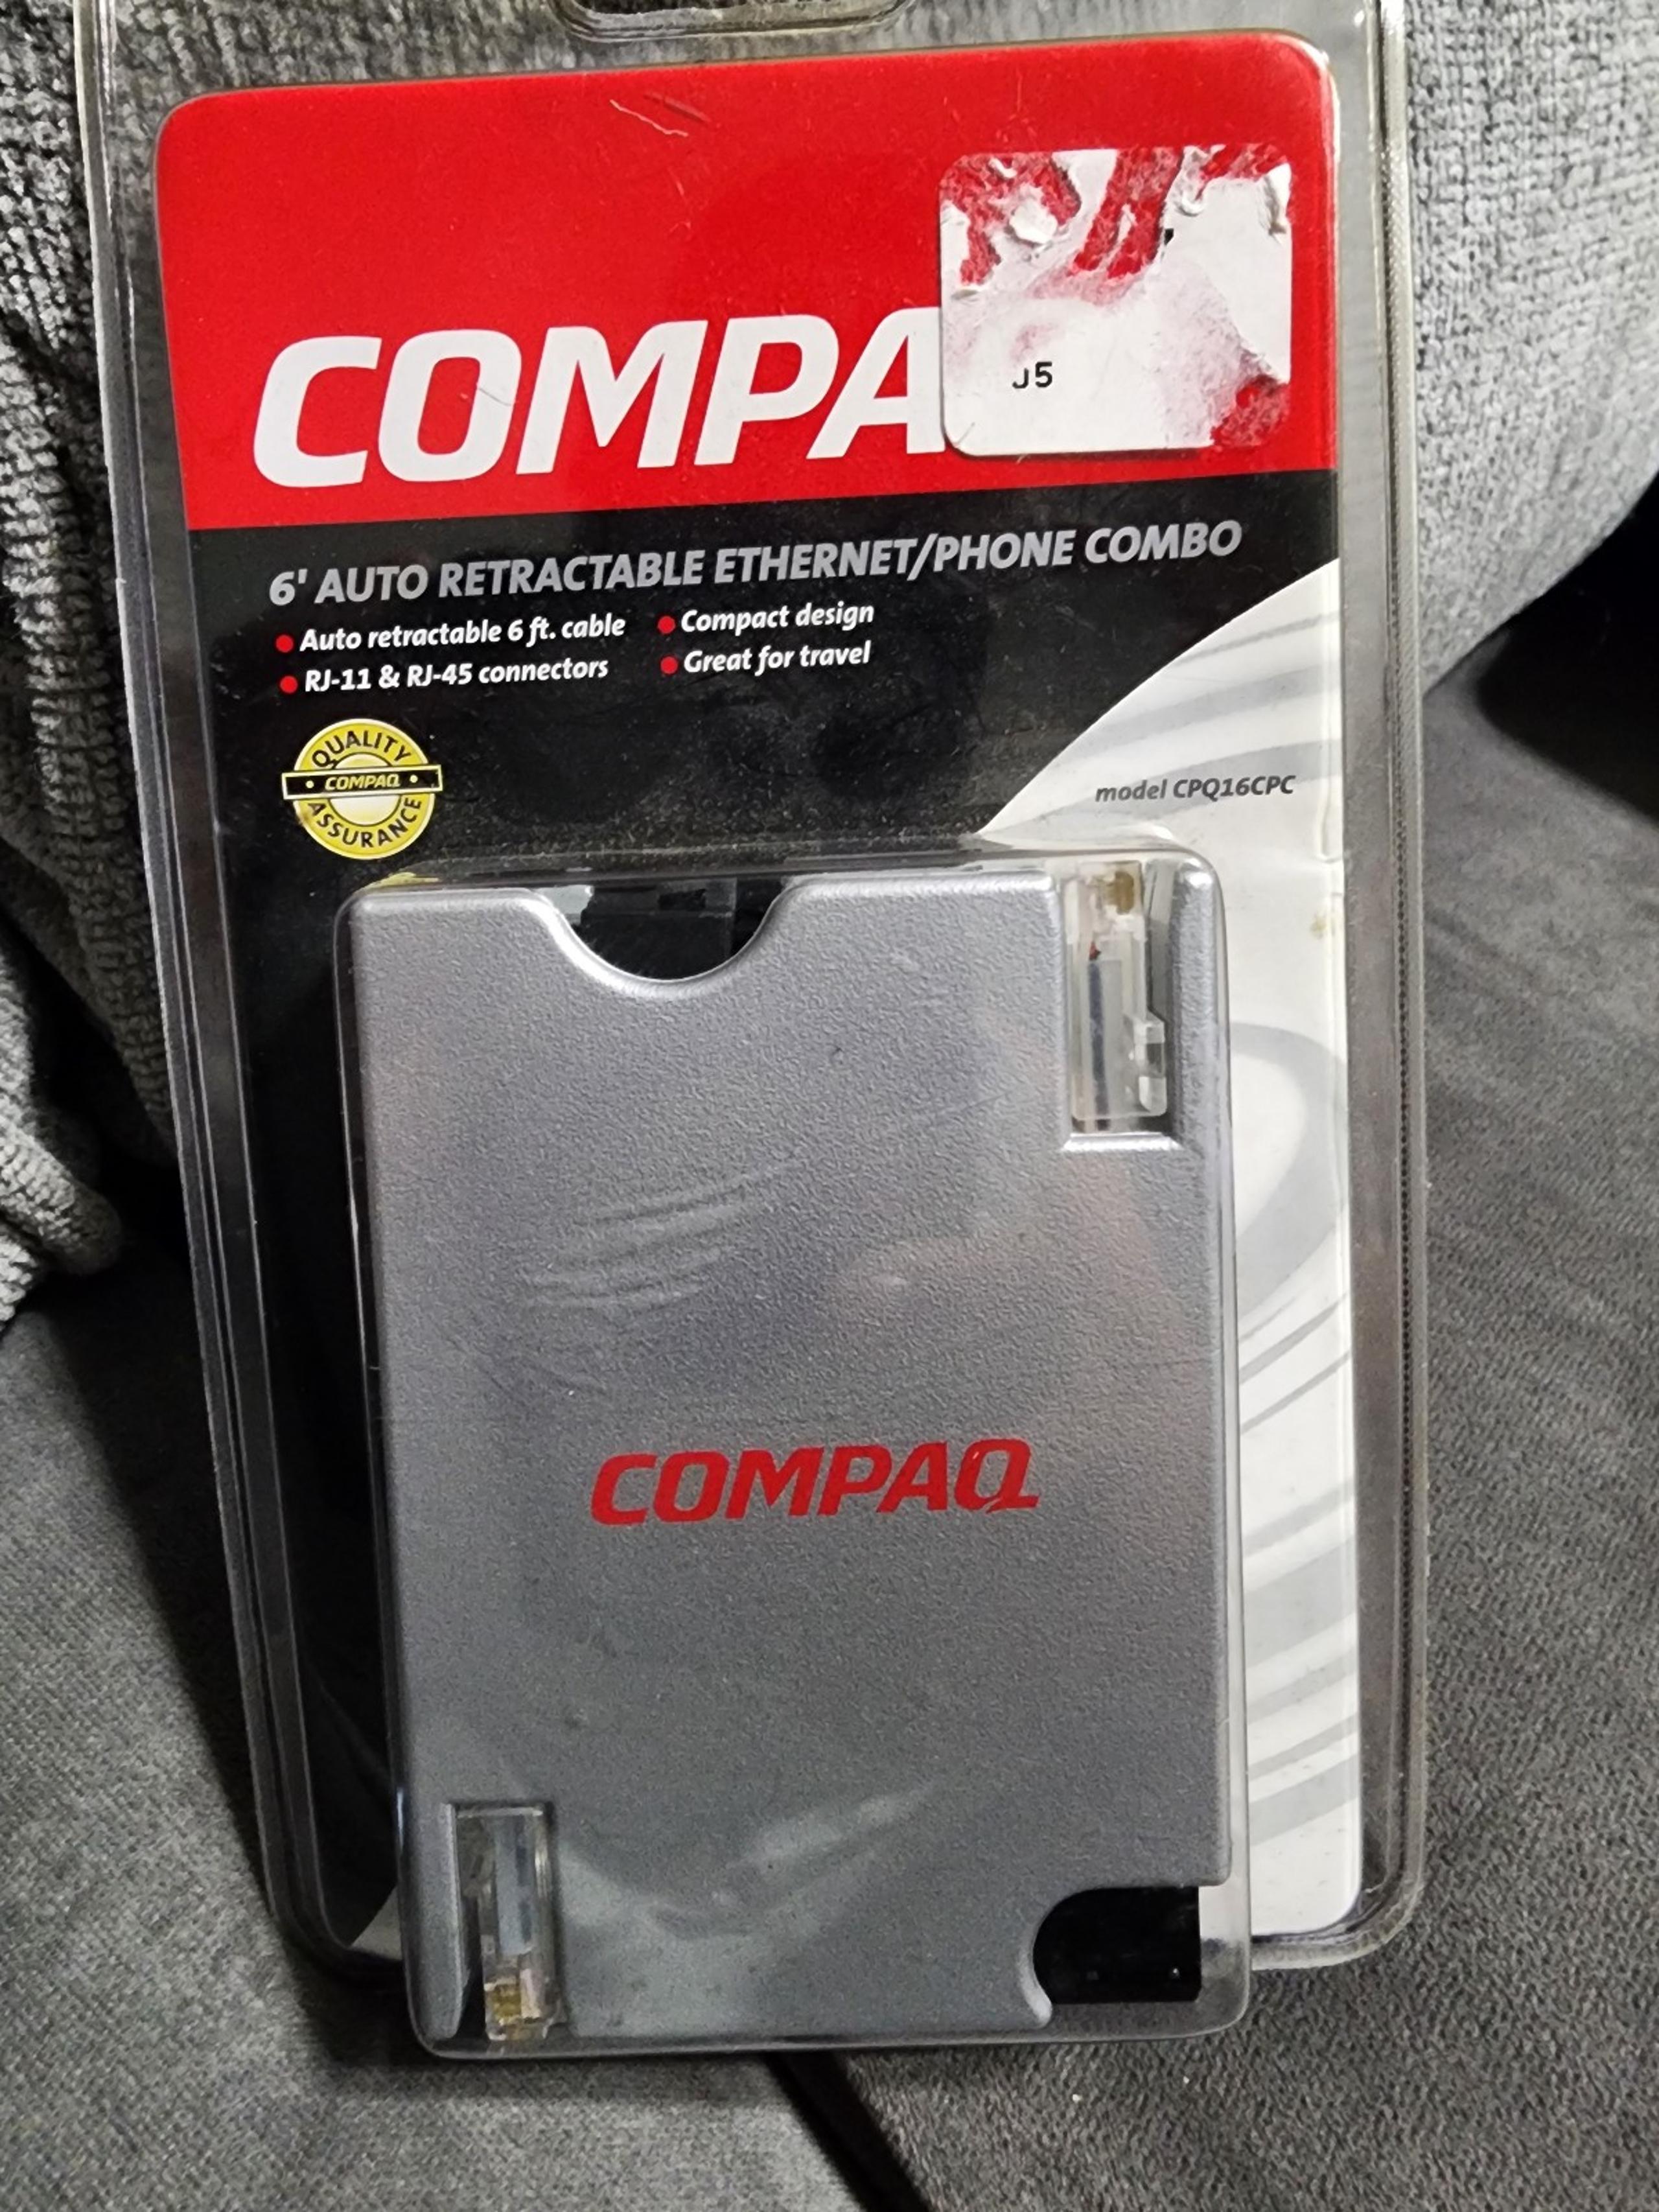 COMPA
J5
6' AUTO RETRACTABLE ETHERNET/PHONE COMBO
● Auto retractable 6 ft. cable
● RJ-11 & RJ-45 connectors
● Compact design
● Great for travel
QUALITY
• COMPAQ •
ASSURANCE
model CPQ16CPC
COMPAQ